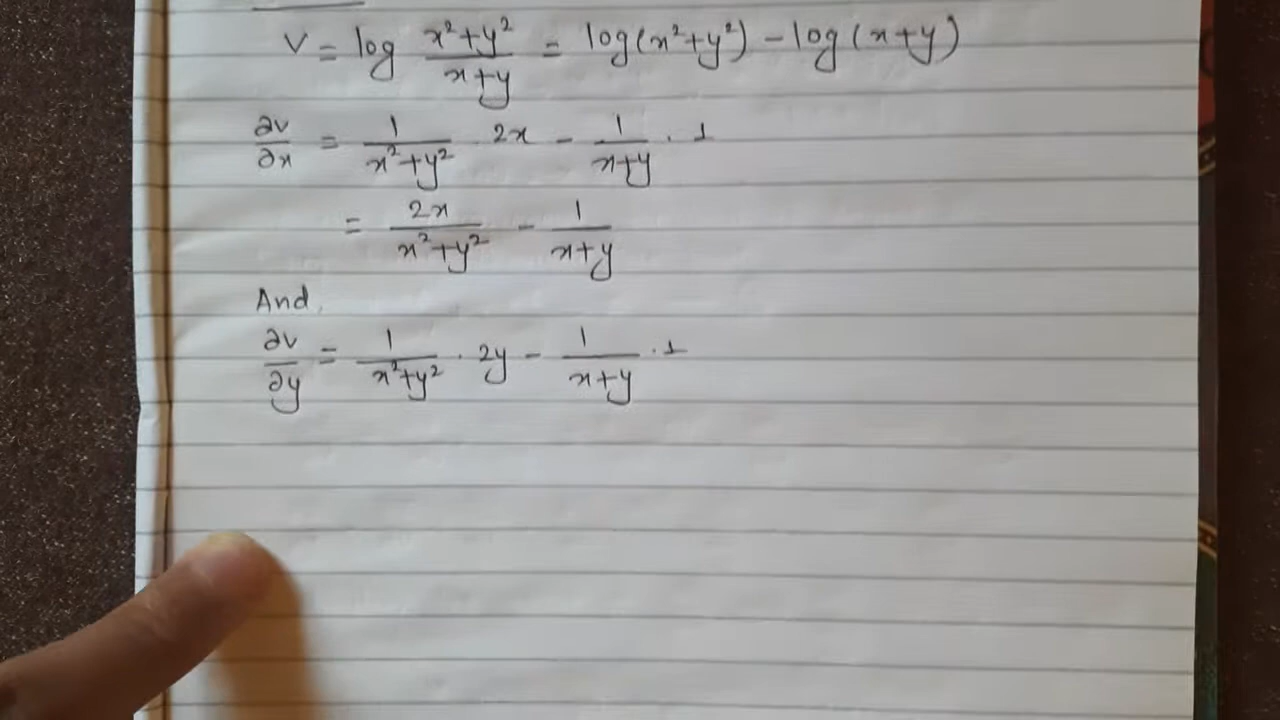 v = log (x²+y²)/(x+y) = log(x²+y²) - log(x+y)
∂v/∂x = 1/(x²+y²) 2x - 1/(x+y) . 1
= 2x/(x²+y²) - 1/(x+y)
And,
∂v/∂y = 1/(x²+y²) . 2y - 1/(x+y) . 1